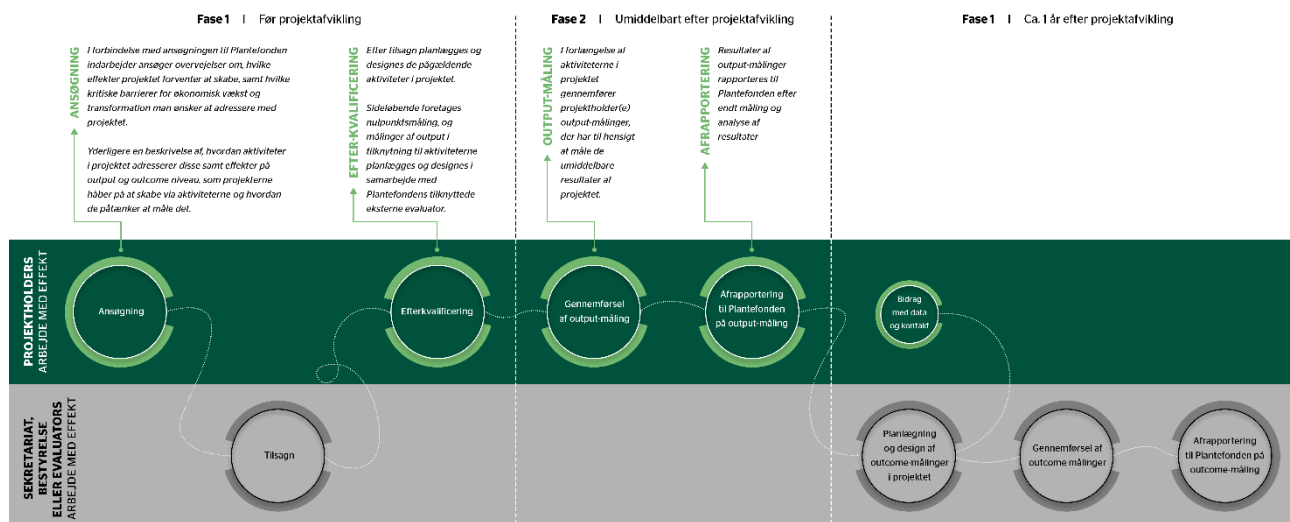 Fase 1 I Før projektafvikling
Fase 2 I Umiddelbart efter projektafvikling
Fase 1 I Ca. 1 år efter projektafvikling
ANSØGNING
I forbindelse med ansøgningen til Plantefonden
indarbejder ansøger overvejelser om, hvilke
effekter projektet forventer at skabe, samt hvilke
kritiske barrierer for økonomisk vækst og
transformation man ønsker at adressere med
projektet.
Yderligere en beskrivelse af, hvordan aktiviteter
i projektet adresserer disse samt effekter på
output og outcome niveau, som projekterne
håber på at skabe via aktiviteterne og hvordan
de påtænker at måle det.
EFTER-KVALIFICERING
Efter tilsagn planlægges og
designes de pågældende
aktiviteter i projektet.
Sideløbende foretages
nulpunktsmåling, og
målinger af output i
tilknytning til aktiviteterne
planlægges og designes i
samarbejde med
Plantefondens tilknyttede
eksterne evaluator.
OUTPUT-MÅLING
I forlængelse af
aktiviteterne i
projektet
gennemfører
projektholder(e)
output-målinger,
der har til hensigt
at måle de
umiddelbare
resultater af
projektet.
AFRAPPORTERING
Resultater af
output-målinger
rapporteres til
Plantefonden efter
endt måling og
analyse af
resultater
PROJEKTHOLDERS
ARBEJDE MED EFFEKT
Ansøgning
Efterkvalificering
Gennemførsel
af output-måling
Afrapportering
til Plantefonden
på output-måling
Bidrag
med data
og kontakt
SEKRETARIAT,
BESTYRELSE
ELLER EVALUATORS
ARBEJDE MED EFFEKT
Tilsagn
Planlægning
og design af
outcome-målinger
i projektet
Gennemførsel af
outcome målinger
Afrapportering
til Plantefonden på
outcome-måling